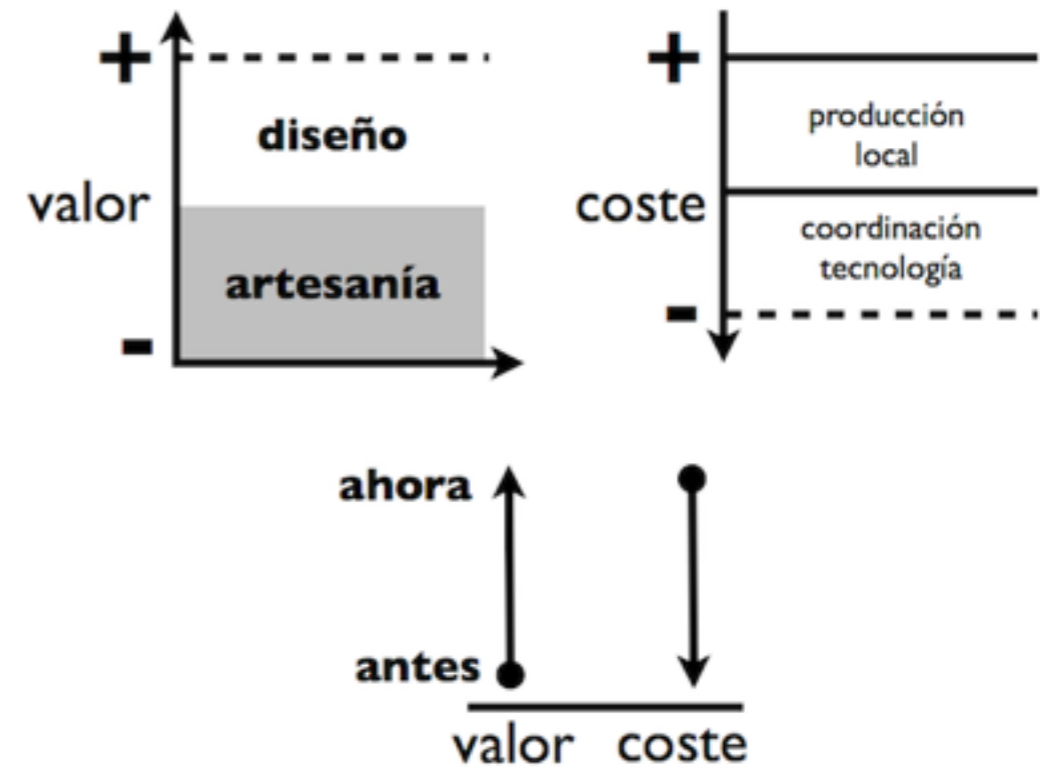 +
diseño
valor
artesanía
-
+
producción
local
coste
coordinación
tecnología
-
ahora
antes
valor coste